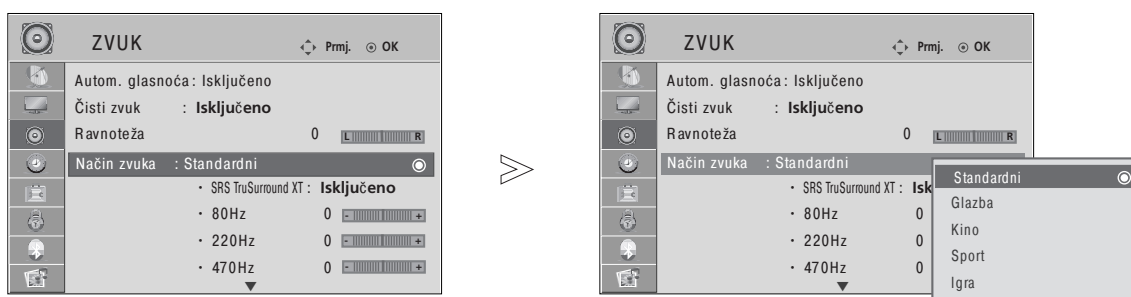 ZVUK
Prmj. OK
Autom. glasnoća : Isključeno
Čisti zvuk : Isključeno
Ravnoteža 0 L R
Način zvuka : Standardni
• SRS TruSurround XT : Isključeno
• 80Hz 0 - +
• 220Hz 0 - +
• 470Hz 0 - +
ZVUK
Prmj. OK
Autom. glasnoća : Isključeno
Čisti zvuk : Isključeno
Ravnoteža 0 L R
Način zvuka : Standardni
• SRS TruSurround XT : Isk
• 80Hz 0
• 220Hz 0
• 470Hz 0
Standardni
Glazba
Kino
Sport
Igra